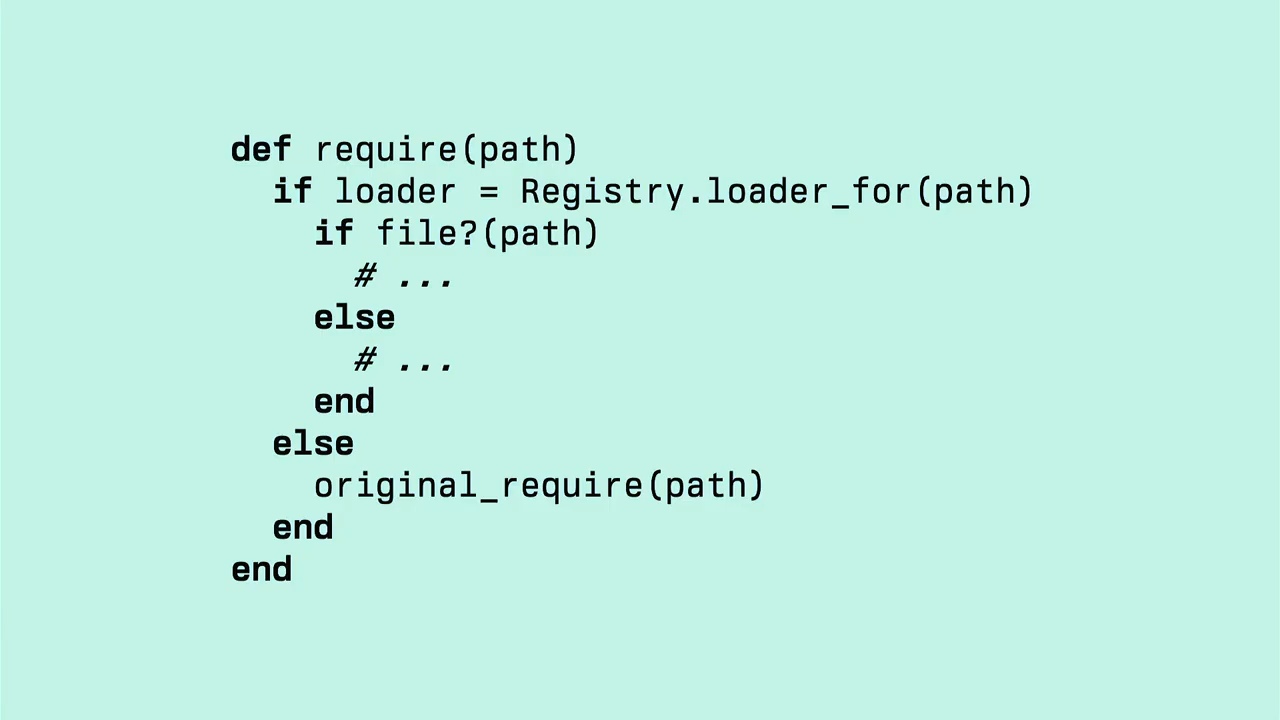 def require(path)
  if loader = Registry.loader_for(path)
    if file?(path)
      # ...
    else
      # ...
    end
  else
    original_require(path)
  end
end